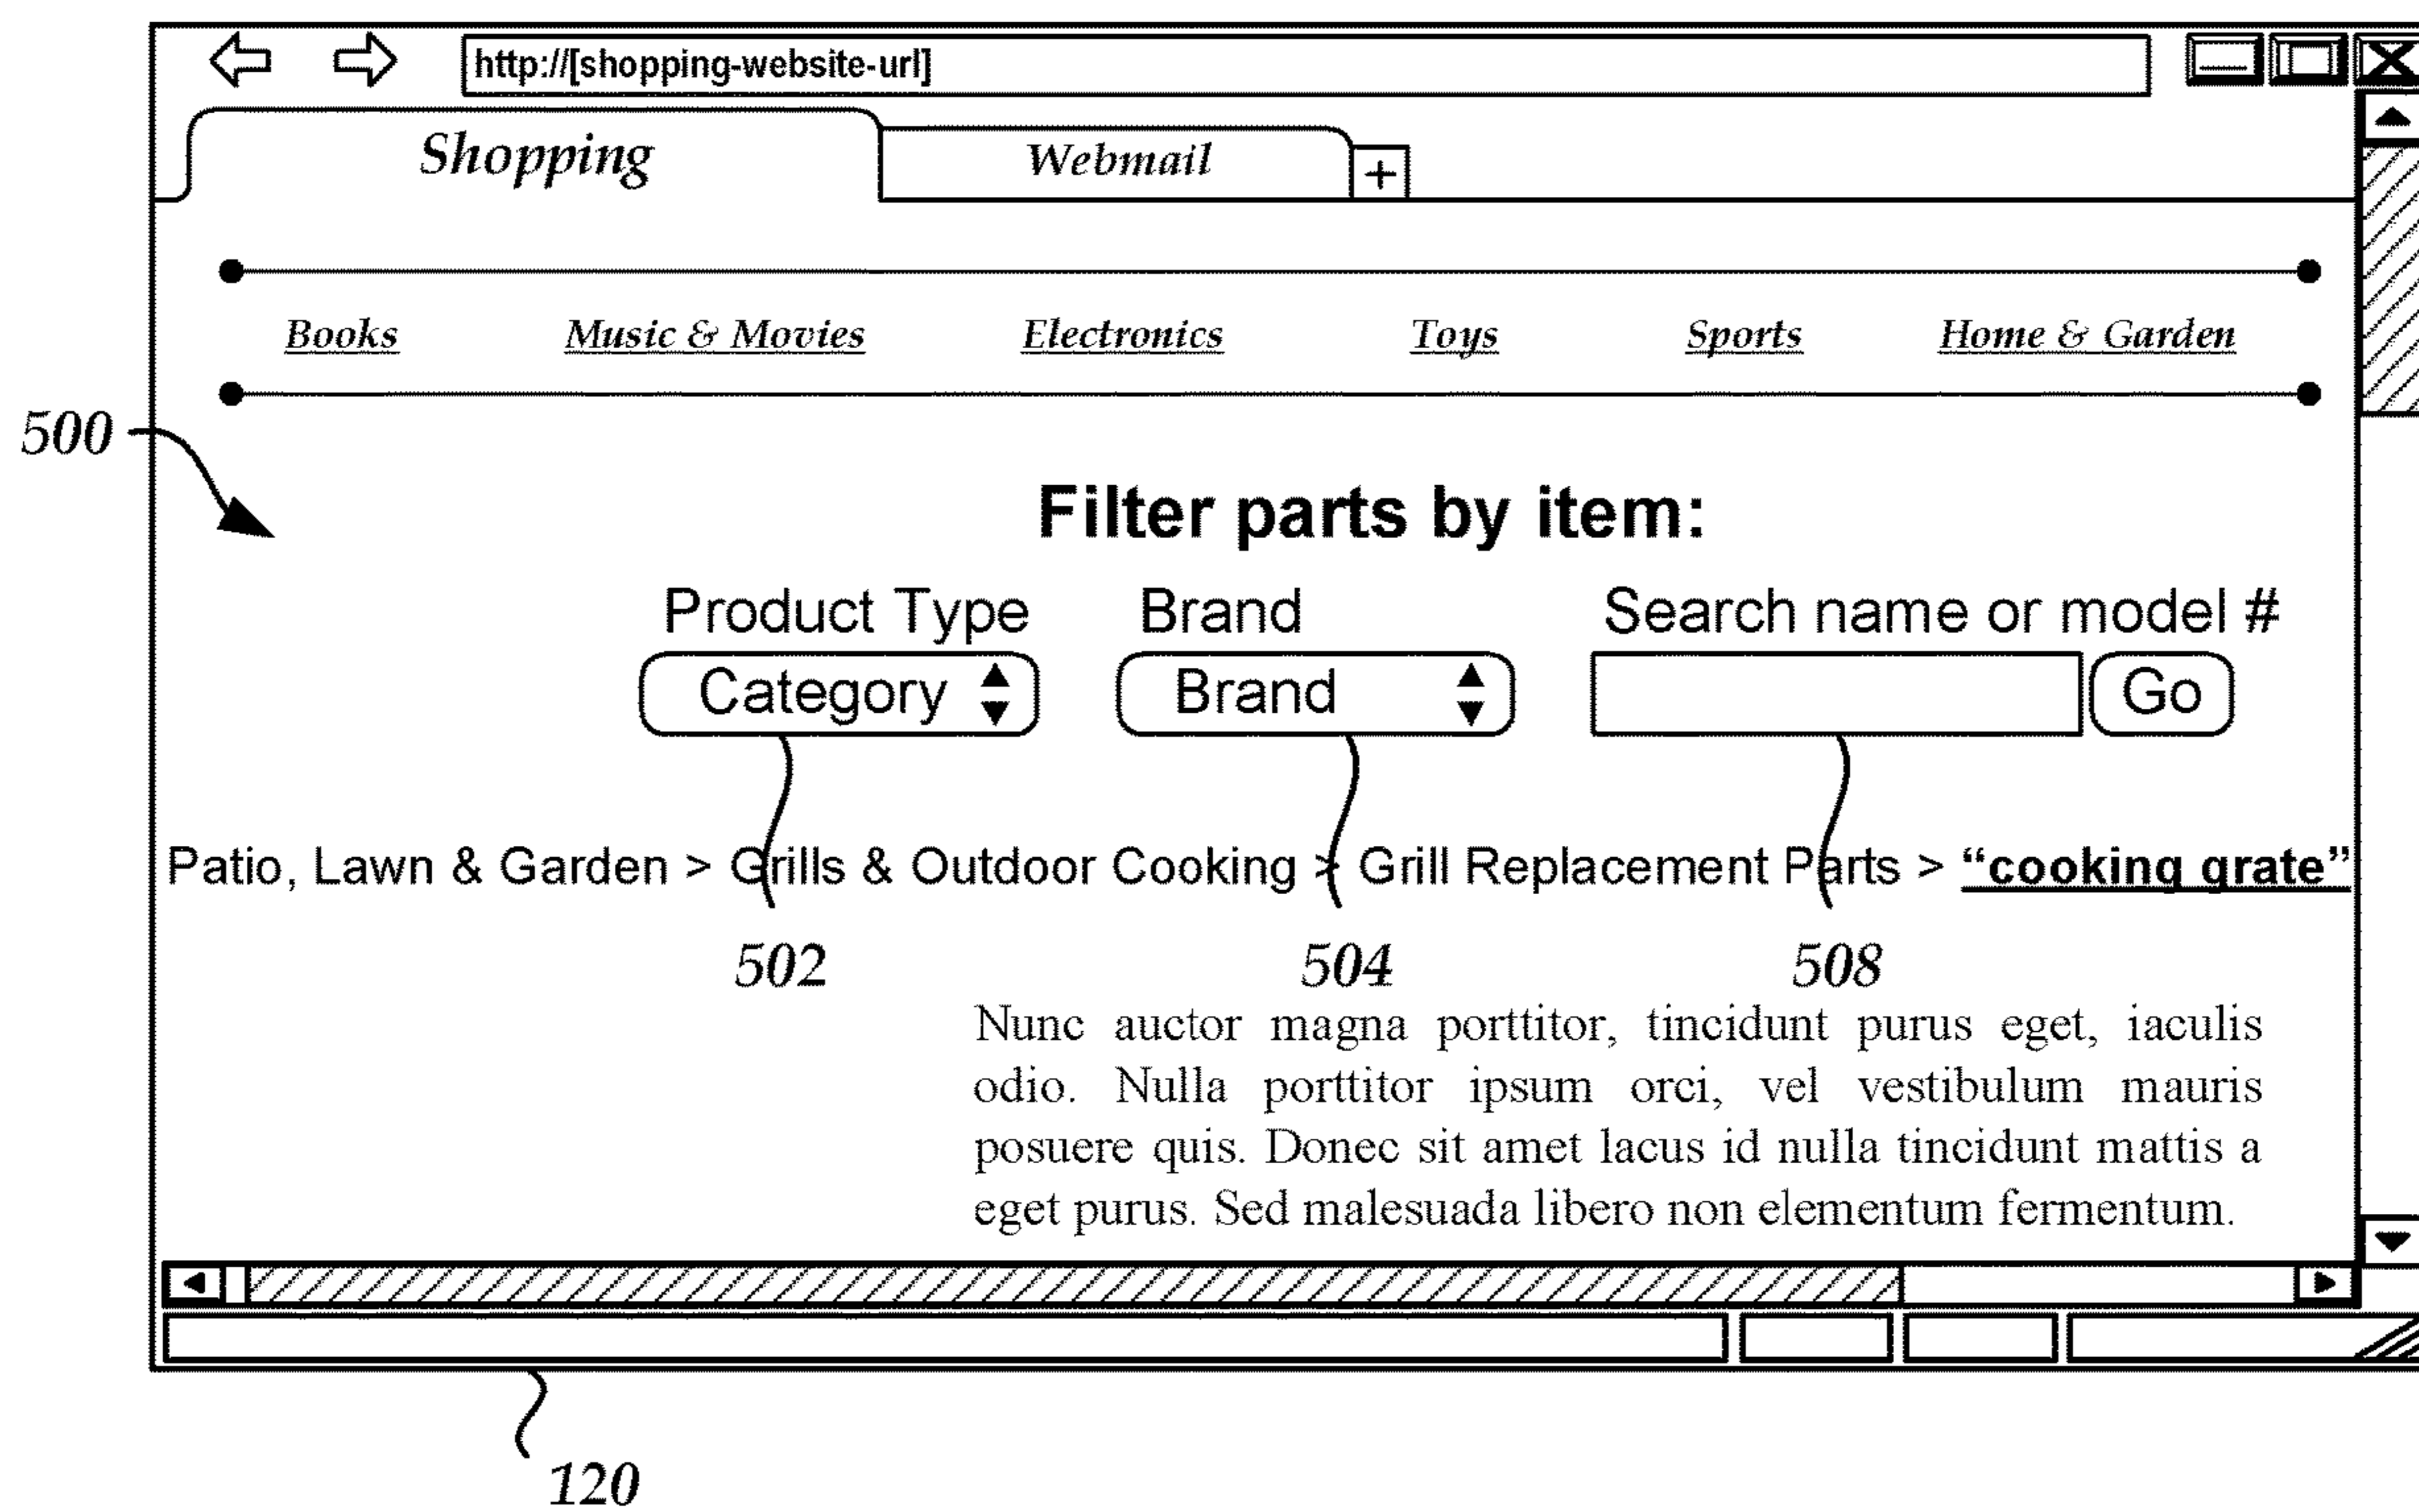 http://[shopping-website-url]
Shopping Webmail +
Books Music & Movies Electronics Toys Sports Home & Garden
500
Filter parts by item:
Product Type Brand Search name or model #
Category Brand Go
Patio, Lawn & Garden > Grills & Outdoor Cooking > Grill Replacement Parts > “cooking grate”
502 504 508
Nunc auctor magna porttitor, tincidunt purus eget, iaculis
odio. Nulla porttitor ipsum orci, vel vestibulum mauris
posuere quis. Donec sit amet lacus id nulla tincidunt mattis a
eget purus. Sed malesuada libero non elementum fermentum.
120